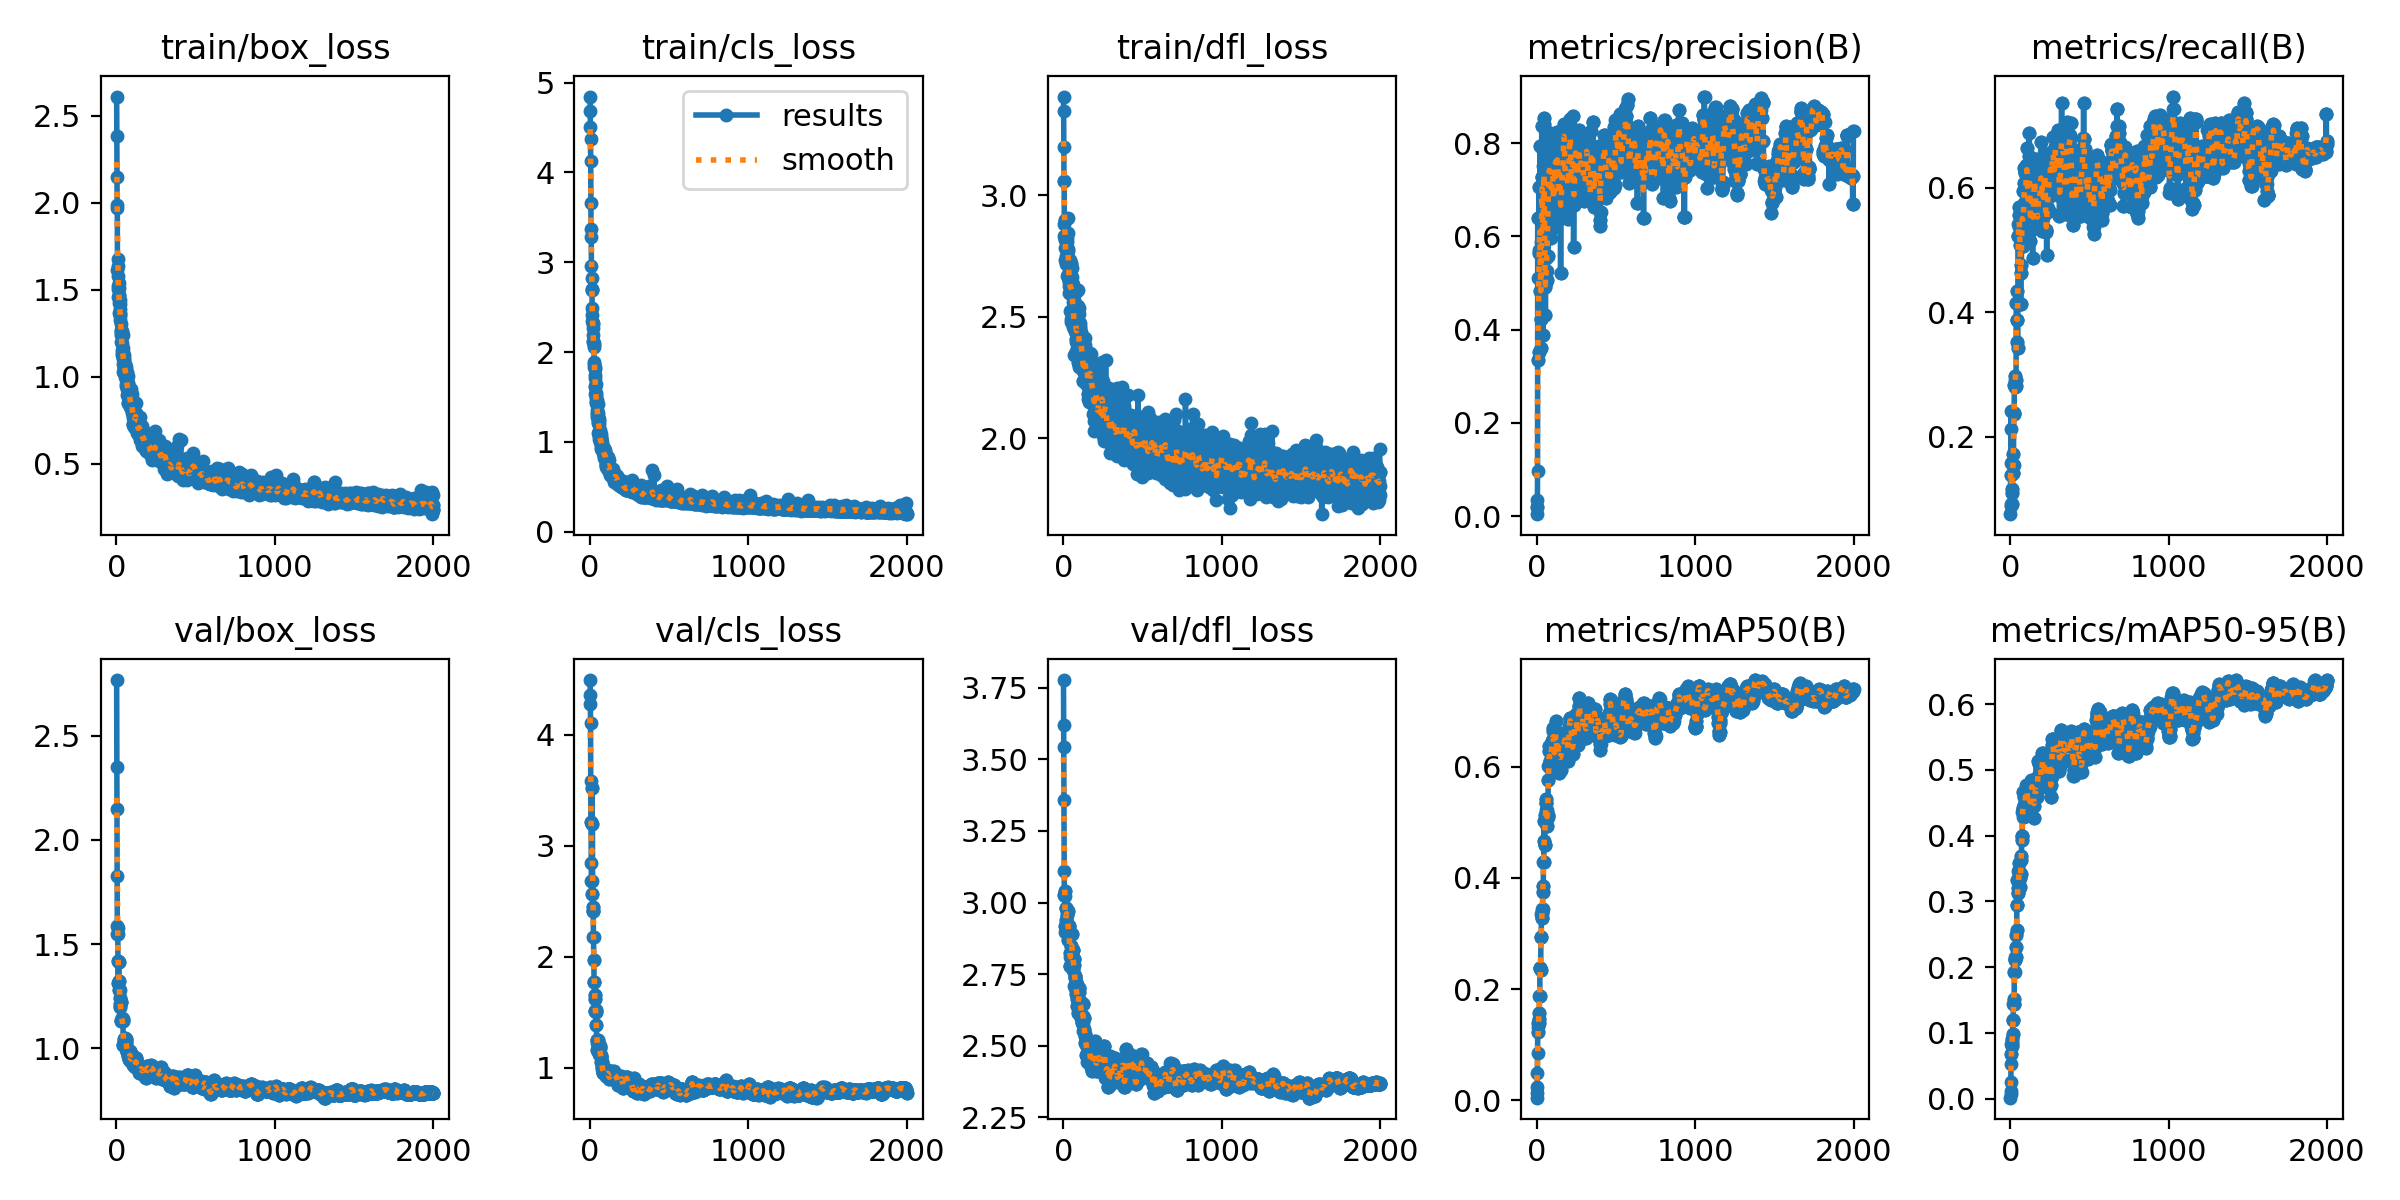 train/box_loss
2.5
2.0
1.5
1.0
0.5
0 1000 2000
train/cls_loss
results
smooth
5
4
3
2
1
0
0 1000 2000
train/dfl_loss
3.0
2.5
2.0
0 1000 2000
metrics/precision(B)
0.8
0.6
0.4
0.2
0.0
0 1000 2000
metrics/recall(B)
0.6
0.4
0.2
0 1000 2000
val/box_loss
2.5
2.0
1.5
1.0
0 1000 2000
val/cls_loss
4
3
2
1
0 1000 2000
val/dfl_loss
3.75
3.50
3.25
3.00
2.75
2.50
2.25
0 1000 2000
metrics/mAP50(B)
0.6
0.4
0.2
0.0
0 1000 2000
metrics/mAP50-95(B)
0.6
0.5
0.4
0.3
0.2
0.1
0.0
0 1000 2000